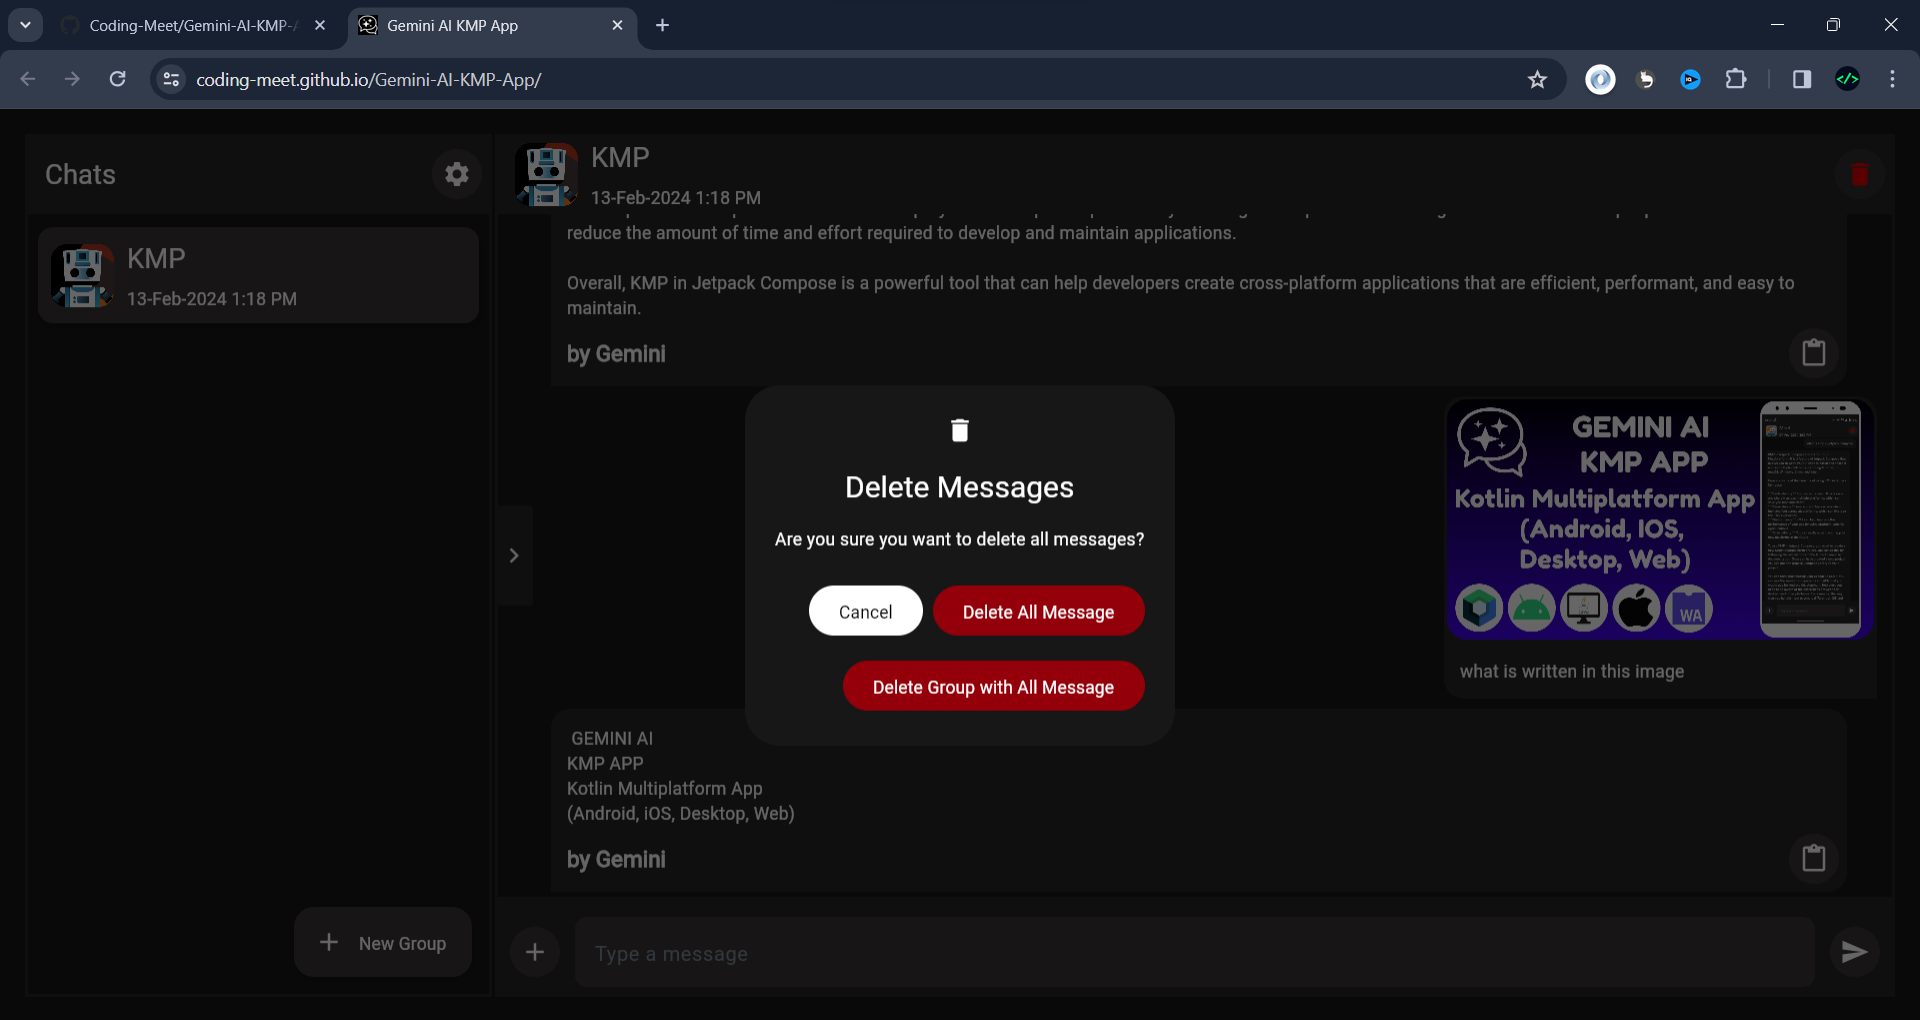 Coding-Meet/Gemini-AI-KMP-
Gemini AI KMP App
coding-meet.github.io/Gemini-AI-KMP-App/
Chats
KMP
13-Feb-2024 1:18 PM
KMP
13-Feb-2024 1:18 PM
reduce the amount of time and effort required to develop and maintain applications.
Overall, KMP in Jetpack Compose is a powerful tool that can help developers create cross-platform applications that are efficient, performant, and easy to
maintain.
by Gemini
GEMINI AI
KMP APP
Kotlin Multiplatform App
(Android, IOS,
Desktop, Web)
WA
what is written in this image
Delete Messages
Are you sure you want to delete all messages?
Cancel
Delete All Message
Delete Group with All Message
GEMINI AI
KMP APP
Kotlin Multiplatform App
(Android, iOS, Desktop, Web)
by Gemini
New Group
Type a message